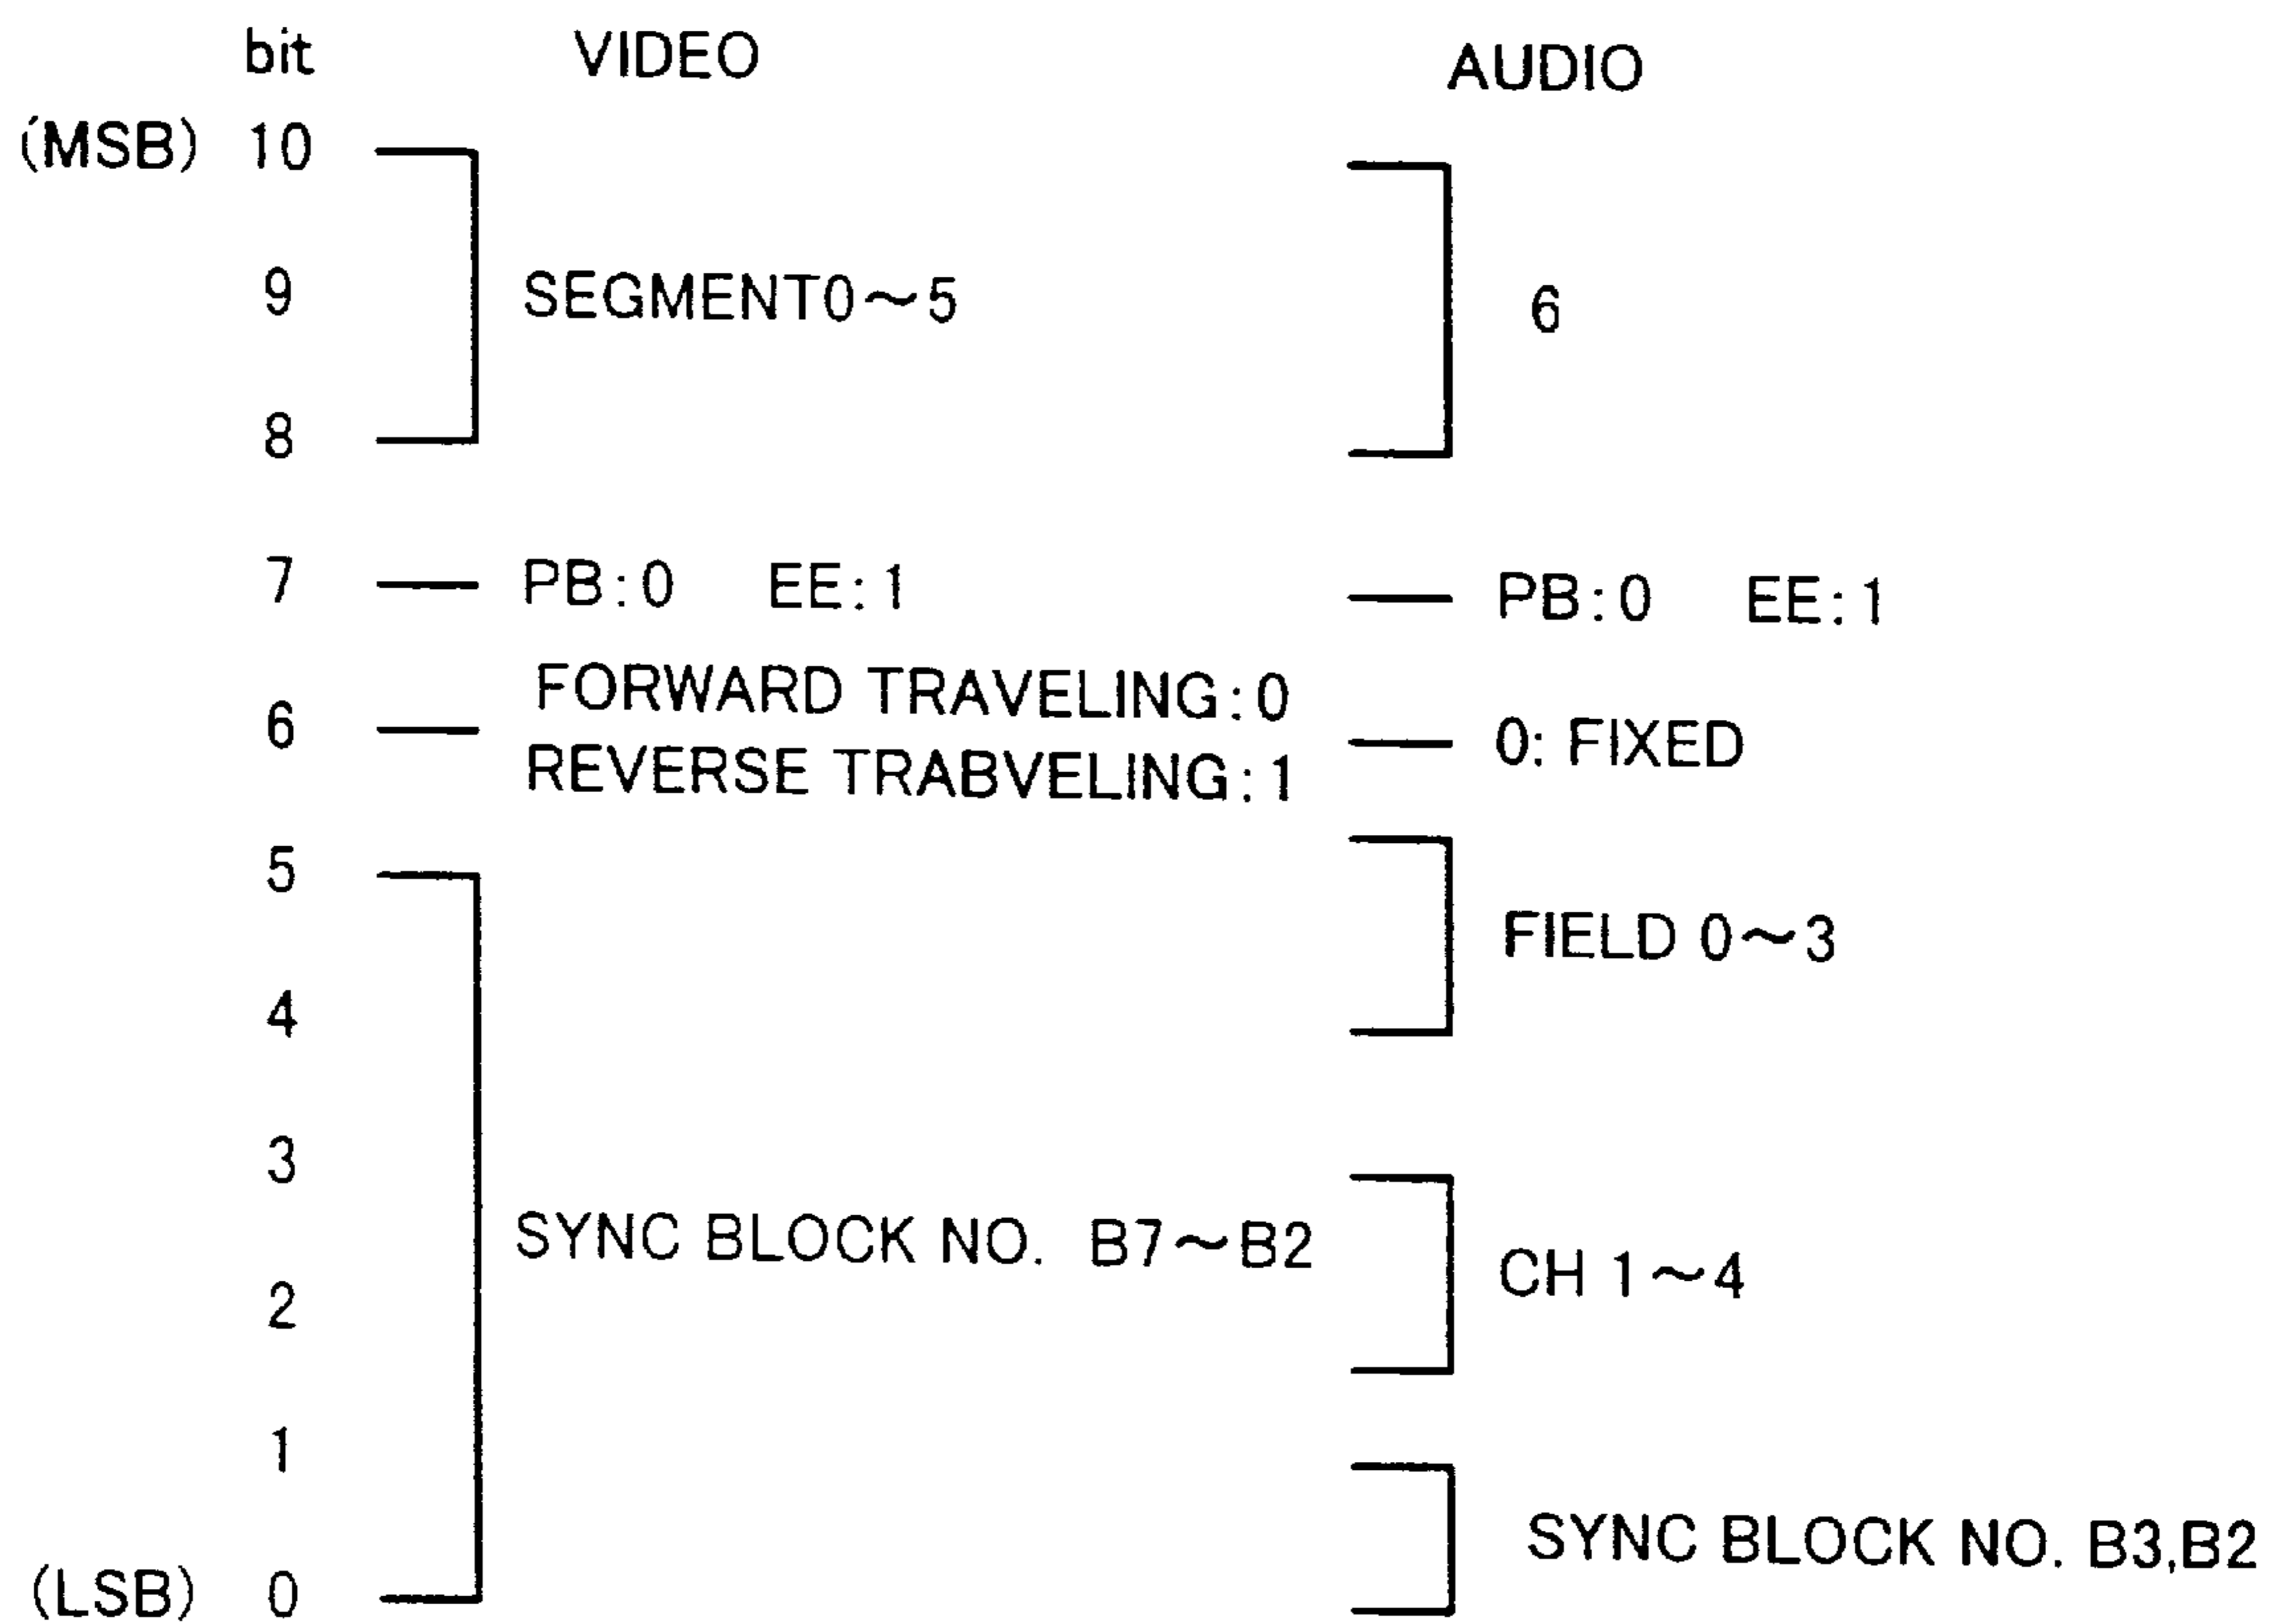 bit VIDEO AUDIO
(MSB) 10
9 SEGMENT0~5 6
8
7 PB:0 EE:1 PB:0 EE:1
FORWARD TRAVELING:0
6 0: FIXED
REVERSE TRABVELING:1
5
FIELD 0~3
4
3
SYNC BLOCK NO. B7~B2
CH 1~4
2
1
SYNC BLOCK NO. B3,B2
(LSB) 0